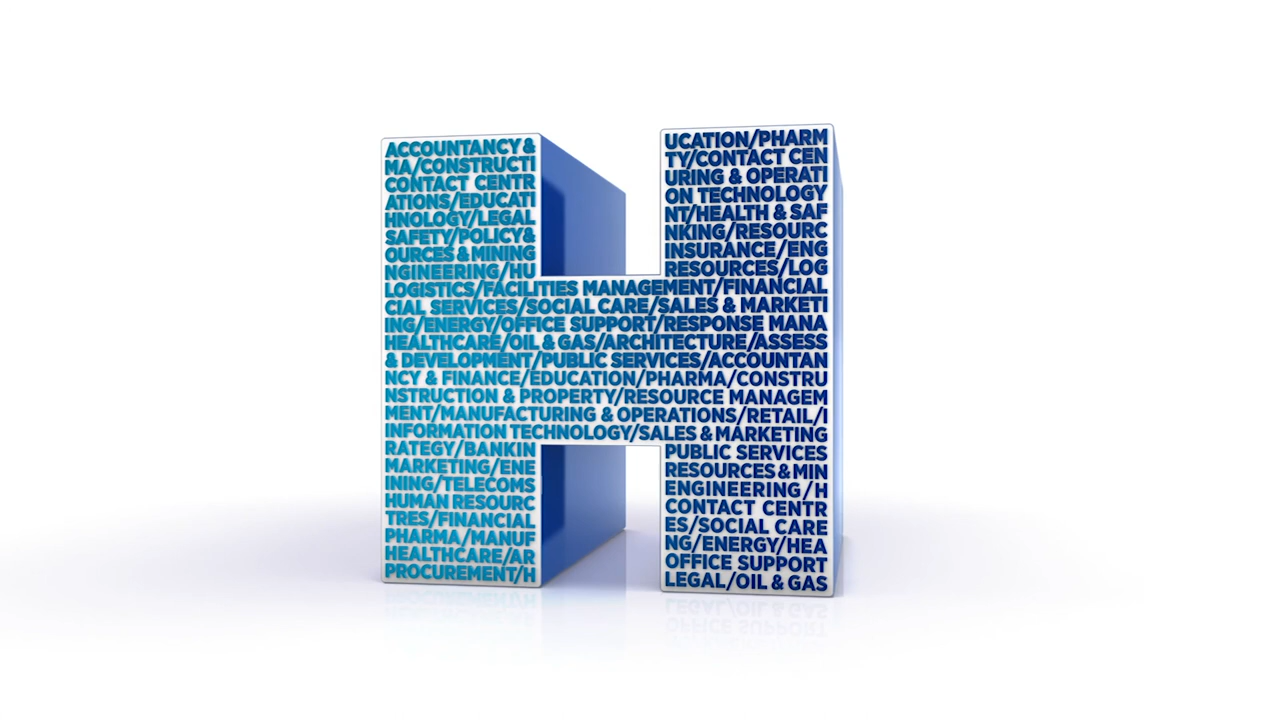 ACCOUNTANCY &
MA/CONSTRUCTI
CONTACT CENTR
ATIONS/EDUCATI
HNOLOGY/LEGAL
SAFETY/POLICY&
OURCES & MINING
NGINEERING/HU
UCATION/PHARM
TY/CONTACT CEN
URING & OPERATI
ON TECHNOLOGY
NT/HEALTH & SAF
NKING/RESOURC
INSURANCE/ENG
RESOURCES/LOG
LOGISTICS/FACILITIES MANAGEMENT/FINANCIAL
CIAL SERVICES/SOCIAL CARE/SALES & MARKETI
ING/ENERGY/OFFICE SUPPORT/RESPONSE MANA
HEALTHCARE/OIL & GAS/ARCHITECTURE/ASSESS
& DEVELOPMENT/PUBLIC SERVICES/ACCOUNTAN
NCY & FINANCE/EDUCATION/PHARMA/CONSTRU
NSTRUCTION & PROPERTY/RESOURCE MANAGEM
MENT/MANUFACTURING & OPERATIONS/RETAIL/I
INFORMATION TECHNOLOGY/SALES & MARKETING
RATEGY/BANKIN
MARKETING/ENE
INING/TELECOMS
HUMAN RESOURC
TRES/FINANCIAL
PHARMA/MANUF
HEALTHCARE/AR
PROCUREMENT/H
PUBLIC SERVICES
RESOURCES & MIN
ENGINEERING/H
CONTACT CENTR
ES/SOCIAL CARE
NG/ENERGY/HEA
OFFICE SUPPORT
LEGAL/OIL & GAS